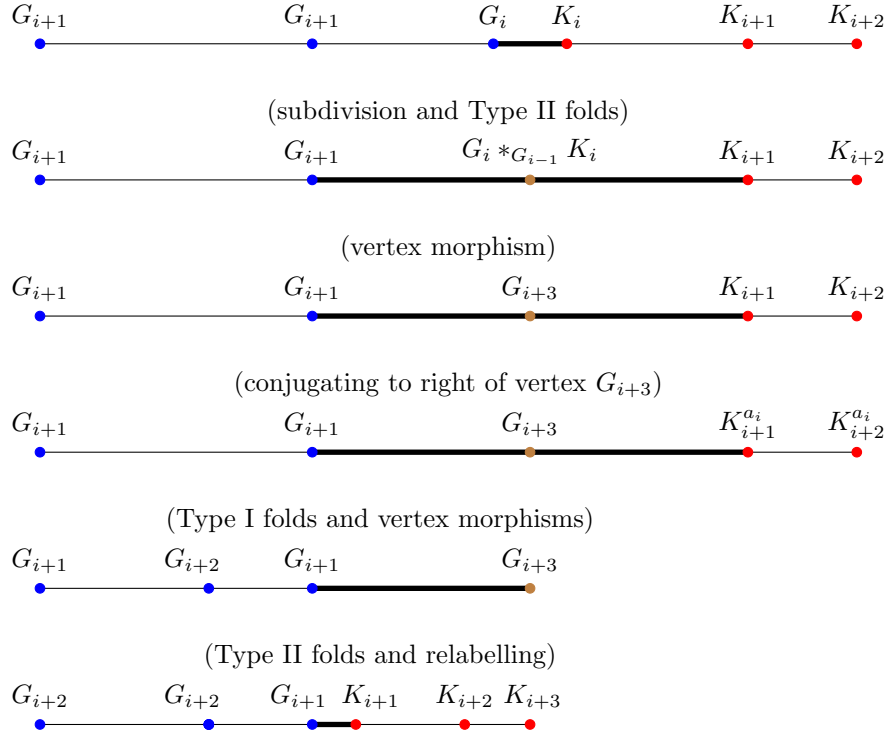 G_{i+1} G_{i+1} G_i K_i K_{i+1} K_{i+2}
(subdivision and Type II folds)
G_{i+1} G_{i+1} G_i *_{G_{i-1}} K_i K_{i+1} K_{i+2}
(vertex morphism)
G_{i+1} G_{i+1} G_{i+3} K_{i+1} K_{i+2}
(conjugating to right of vertex G_{i+3})
G_{i+1} G_{i+1} G_{i+3} K_{i+1}^{a_i} K_{i+2}^{a_i}
(Type I folds and vertex morphisms)
G_{i+1} G_{i+2} G_{i+1} G_{i+3}
(Type II folds and relabelling)
G_{i+2} G_{i+2} G_{i+1} K_{i+1} K_{i+2} K_{i+3}